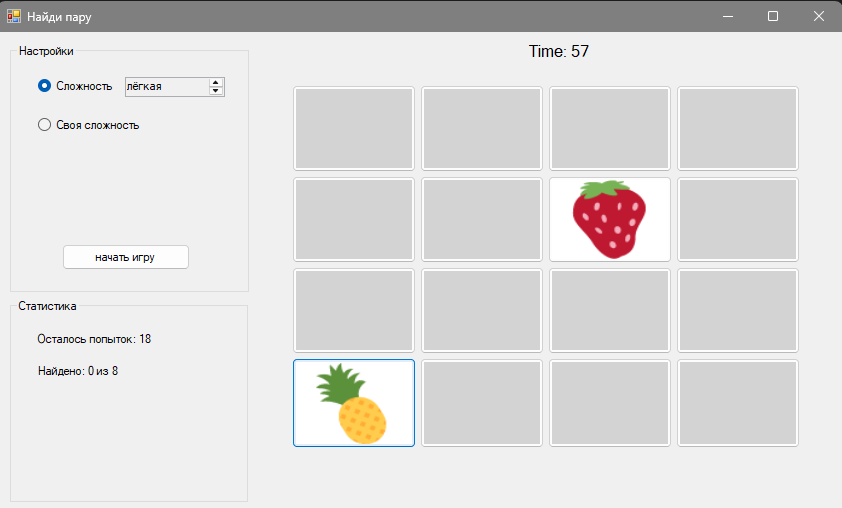 Найди пару
Настройки
Сложность лёгкая
Своя сложность
начать игру
Статистика
Осталось попыток: 18
Найдено: 0 из 8
Time: 57